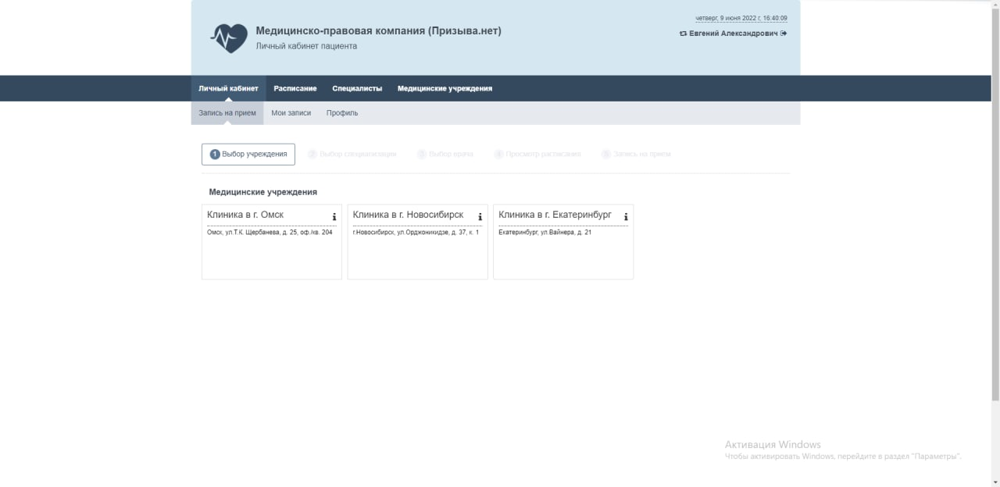 четверг, 9 июня 2022 г, 16:40:09
Медицинско-правовая компания (Призыва.нет)
Евгений Александрович
Личный кабинет пациента
Личный кабинет Расписание Специалисты Медицинские учреждения
Запись на прием Мои записи Профиль
1 Выбор учреждения 2 Выбор специализации 3 Выбор врача 4 Просмотр расписания 5 Запись на прием
Медицинские учреждения
Клиника в г. Омск
Омск, ул.Т.К. Щербанева, д. 25, оф./кв. 204
Клиника в г. Новосибирск
г.Новосибирск, ул.Орджоникидзе, д. 37, к. 1
Клиника в г. Екатеринбург
Екатеринбург, ул.Вайнера, д. 21
Активация Windows
Чтобы активировать Windows, перейдите в раздел "Параметры".